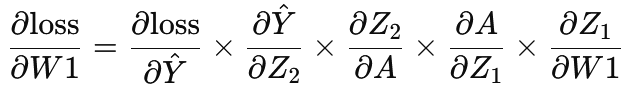 ∂loss/∂W1 = ∂loss/∂Ŷ × ∂Ŷ/∂Z₂ × ∂Z₂/∂A × ∂A/∂Z₁ × ∂Z₁/∂W1